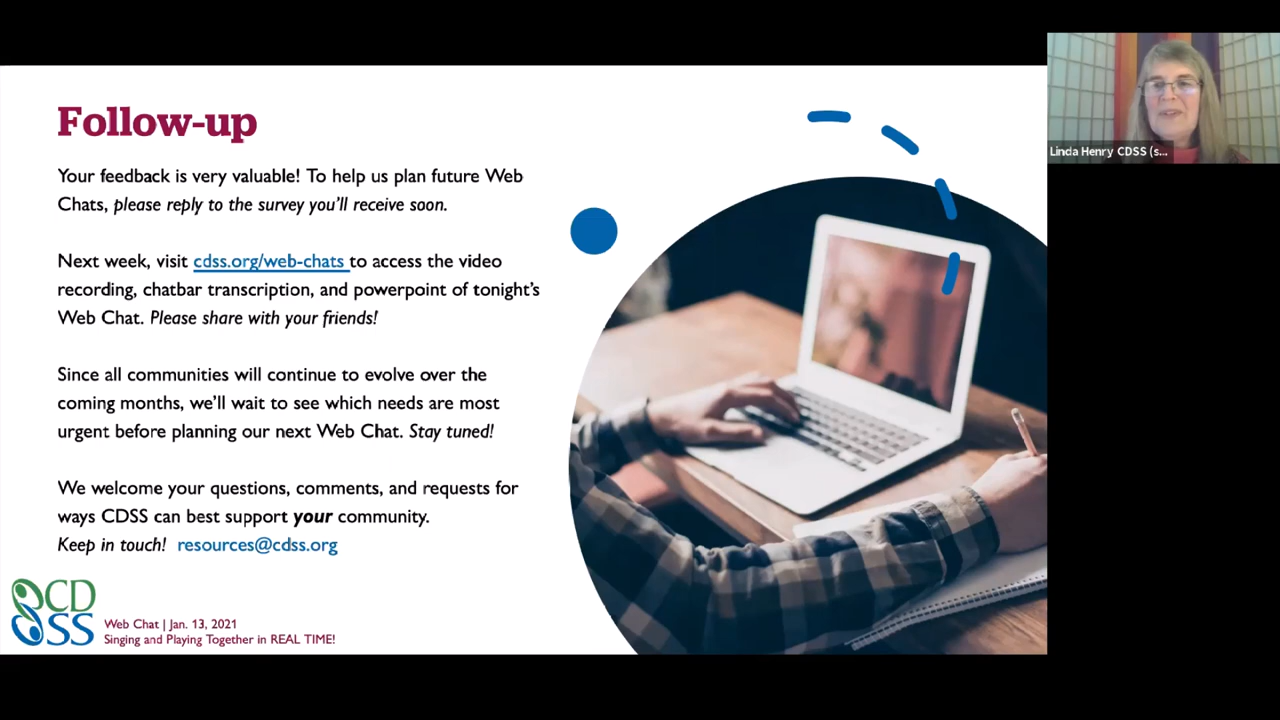 Follow-up
Your feedback is very valuable! To help us plan future Web
Chats, please reply to the survey you'll receive soon.
Next week, visit cdss.org/web-chats to access the video
recording, chatbar transcription, and powerpoint of tonight's
Web Chat. Please share with your friends!
Since all communities will continue to evolve over the
coming months, we'll wait to see which needs are most
urgent before planning our next Web Chat. Stay tuned!
We welcome your questions, comments, and requests for
ways CDSS can best support your community.
Keep in touch! resources@cdss.org
CD
SS
Web Chat | Jan. 13, 2021
Singing and Playing Together in REAL TIME!
Linda Henry CDSS (s...